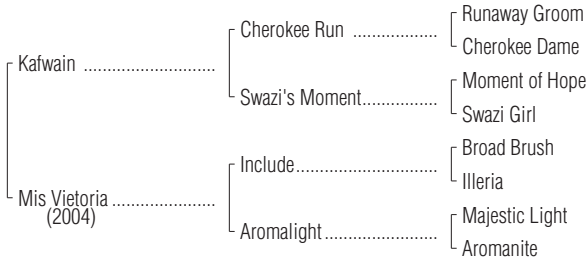 Runaway Groom
Cherokee Run
Cherokee Dame
Kafwain
Moment of Hope
Swazi's Moment
Swazi Girl
Broad Brush
Include
Illeria
Mis Vietoria
(2004)
Majestic Light
Aromalight
Aromanite